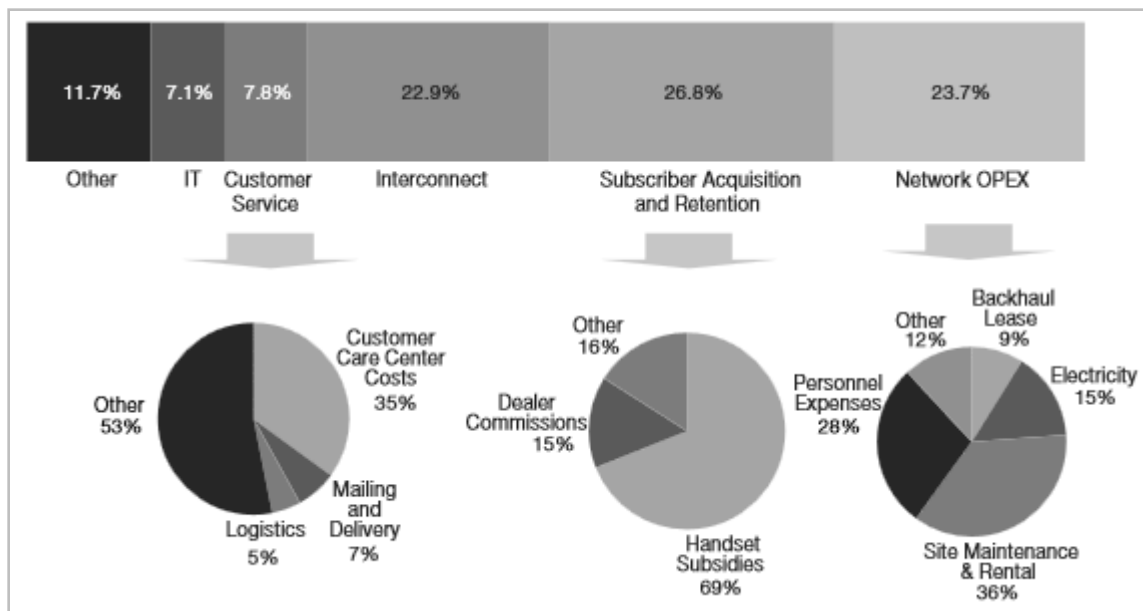 11.7%
7.1%
7.8%
22.9%
26.8%
23.7%
Other
IT
Customer
Service
Interconnect
Subscriber Acquisition
and Retention
Network OPEX
Customer
Care Center
Costs
35%
Mailing
and
Delivery
7%
Logistics
5%
Other
53%
Other
16%
Dealer
Commissions
15%
Handset
Subsidies
69%
Backhaul
Lease
9%
Electricity
15%
Site Maintenance
& Rental
36%
Personnel
Expenses
28%
Other
12%